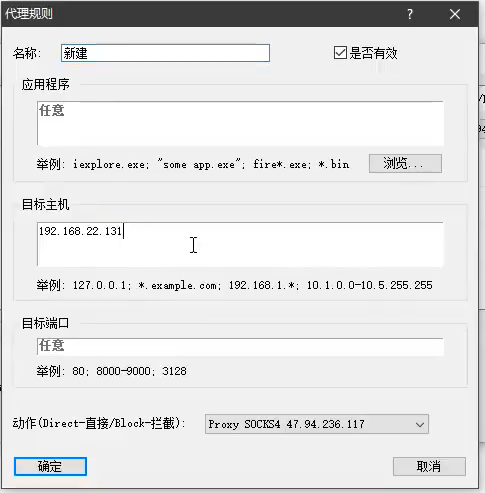 代理规则
名称: 新建 是否有效
应用程序
任意
举例: iexplore.exe; "some app.exe"; fire*.exe; *.bin 浏览...
目标主机
192.168.22.131
举例: 127.0.0.1; *.example.com; 192.168.1.*; 10.1.0.0-10.5.255.255
目标端口
任意
举例: 80; 8000-9000; 3128
动作(Direct-直接/Block-拦截): Proxy SOCKS4 47.94.236.117
确定 取消